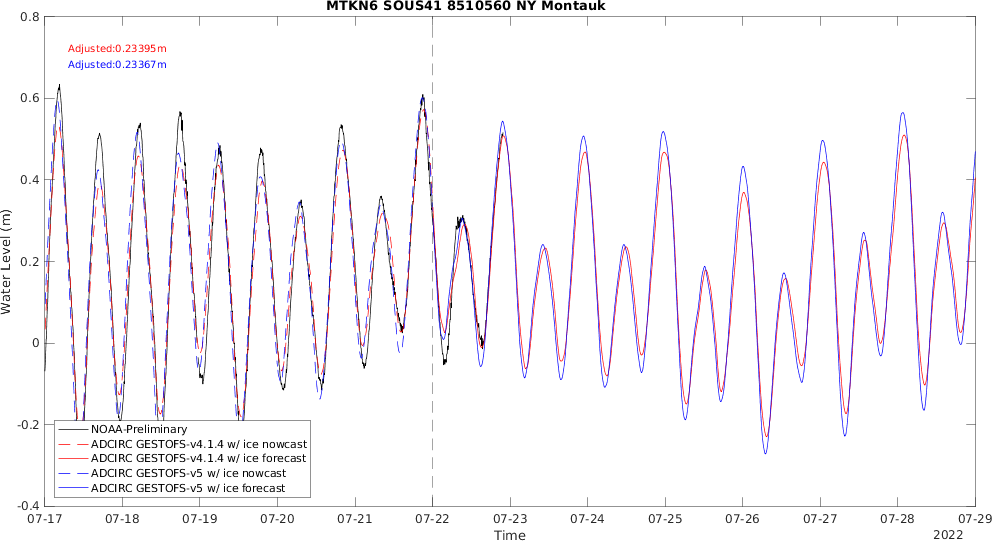 MTKN6 SOUS41 8510560 NY Montauk
0.8
Adjusted:0.23395m
Adjusted:0.23367m
0.6
0.4
Water Level (m)
0.2
0
-0.2
NOAA-Preliminary
ADCIRC GESTOFS-v4.1.4 w/ ice nowcast
ADCIRC GESTOFS-v4.1.4 w/ ice forecast
ADCIRC GESTOFS-v5 w/ ice nowcast
ADCIRC GESTOFS-v5 w/ ice forecast
-0.4
07-17 07-18 07-19 07-20 07-21 07-22 07-23 07-24 07-25 07-26 07-27 07-28 07-29
Time
2022